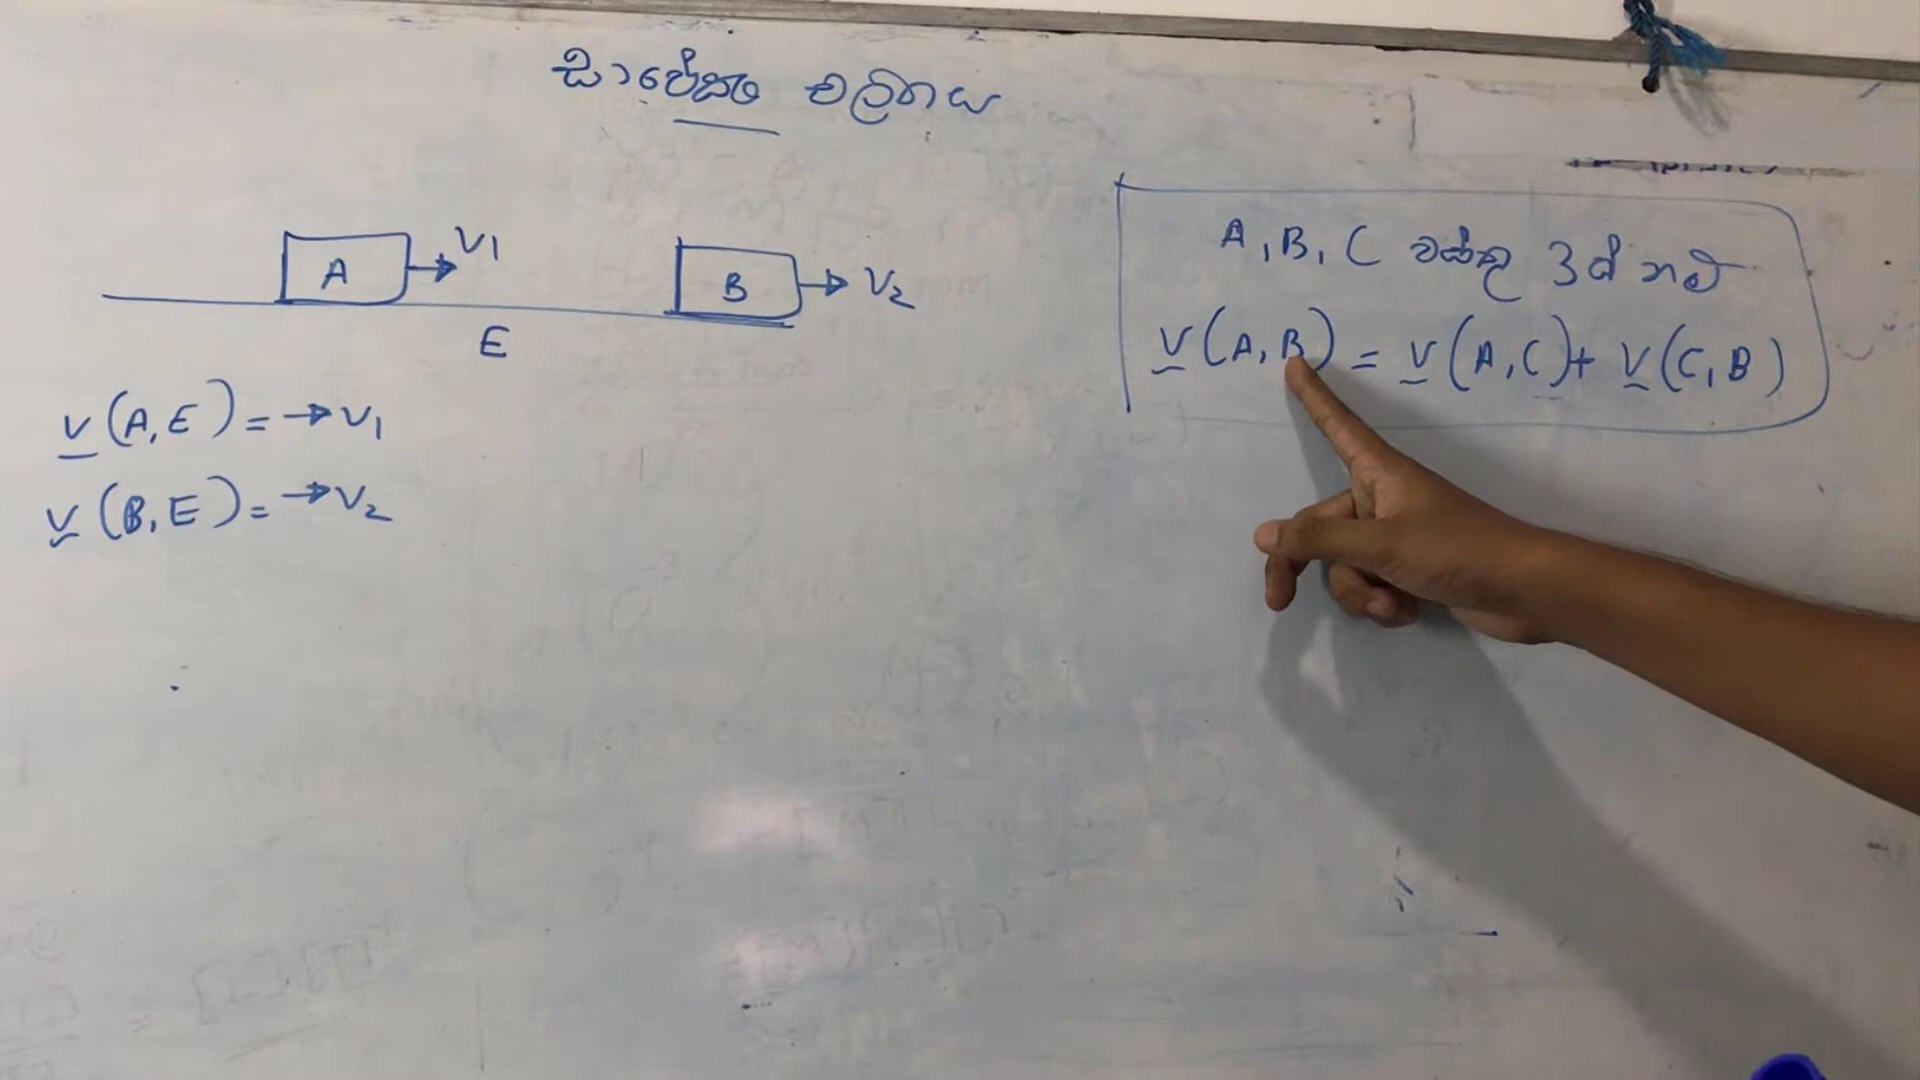 සාපේක්ෂ චලිතය
A → V1
B → V2
E
V(A,E) = → V1
V(B,E) = → V2
A, B, C වස්තු 3ක් නම්
V(A,B) = V(A,C) + V(C,B)